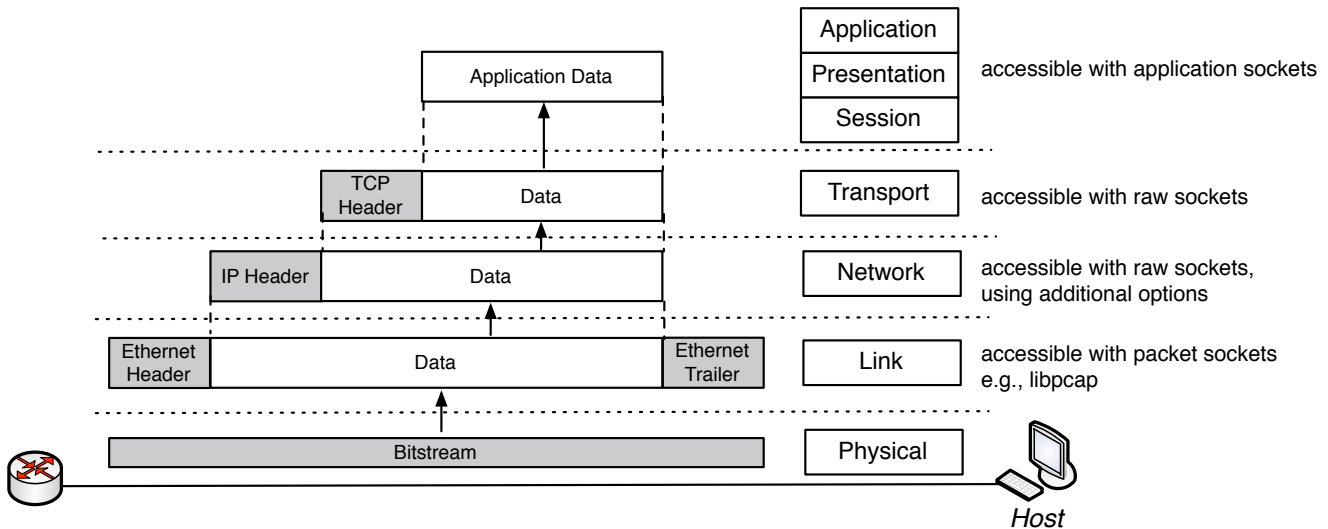 Application
Application Data
Presentation
accessible with application sockets
Session
TCP
Header
Data
Transport
accessible with raw sockets
IP Header
Data
Network
accessible with raw sockets,
using additional options
Ethernet
Header
Data
Ethernet
Trailer
Link
accessible with packet sockets
e.g., libpcap
Bitstream
Physical
Host